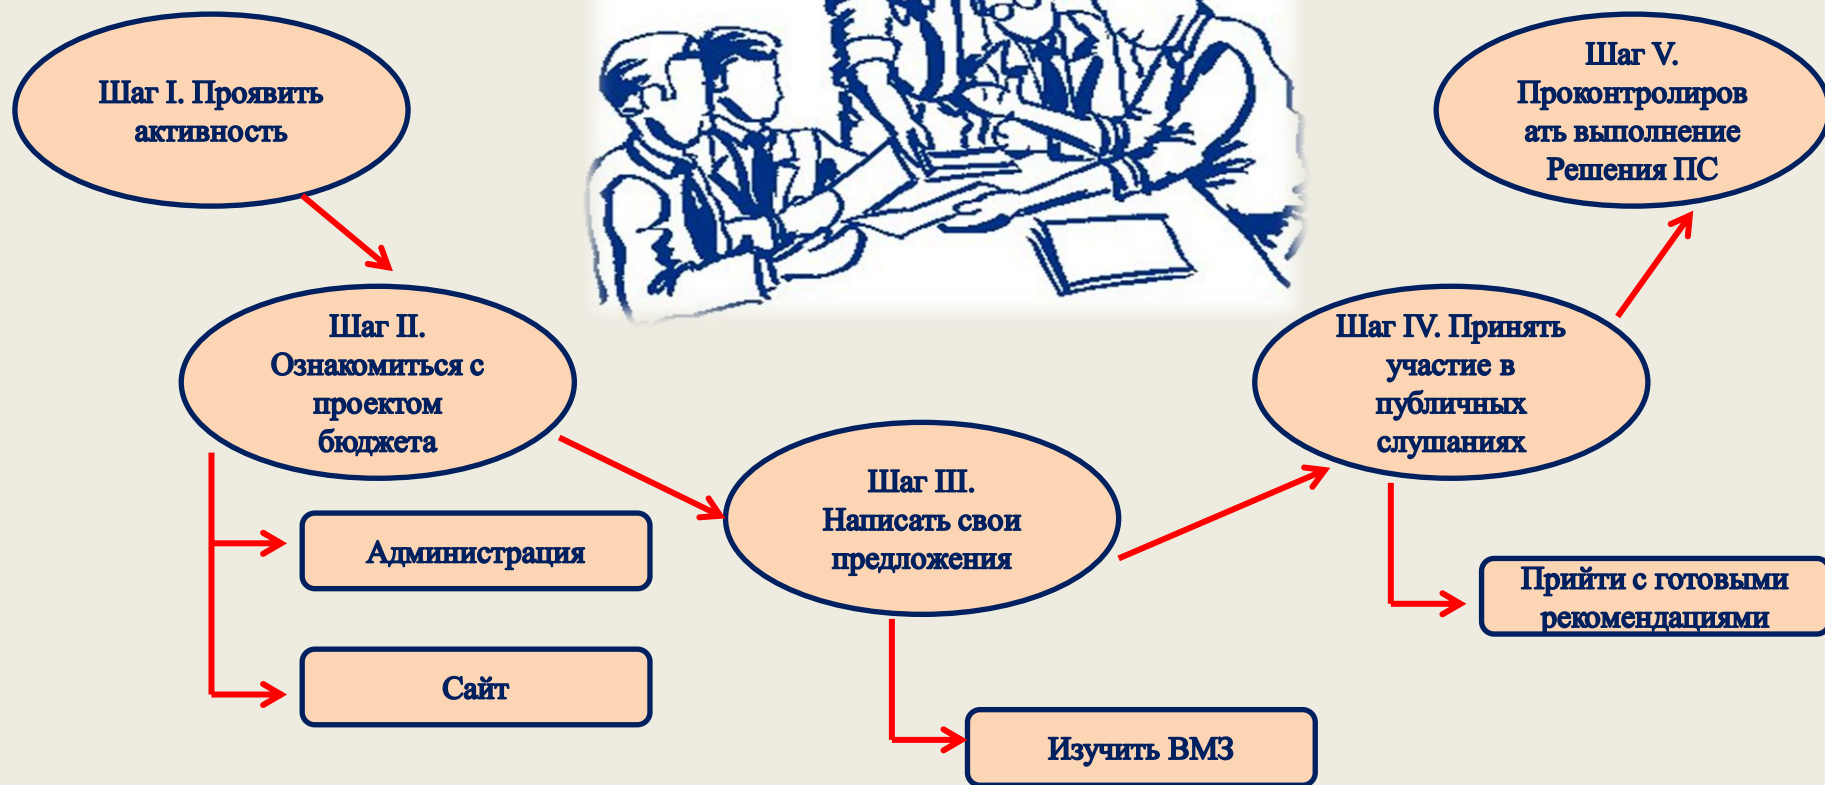 Шаг I. Проявить
активность
Шаг II.
Ознакомиться с
проектом
бюджета
Администрация
Сайт
Шаг III.
Написать свои
предложения
Изучить ВМЗ
Шаг IV. Принять
участие в
публичных
слушаниях
Прийти с готовыми
рекомендациями
Шаг V.
Проконтролиров
ать выполнение
Решения ПС